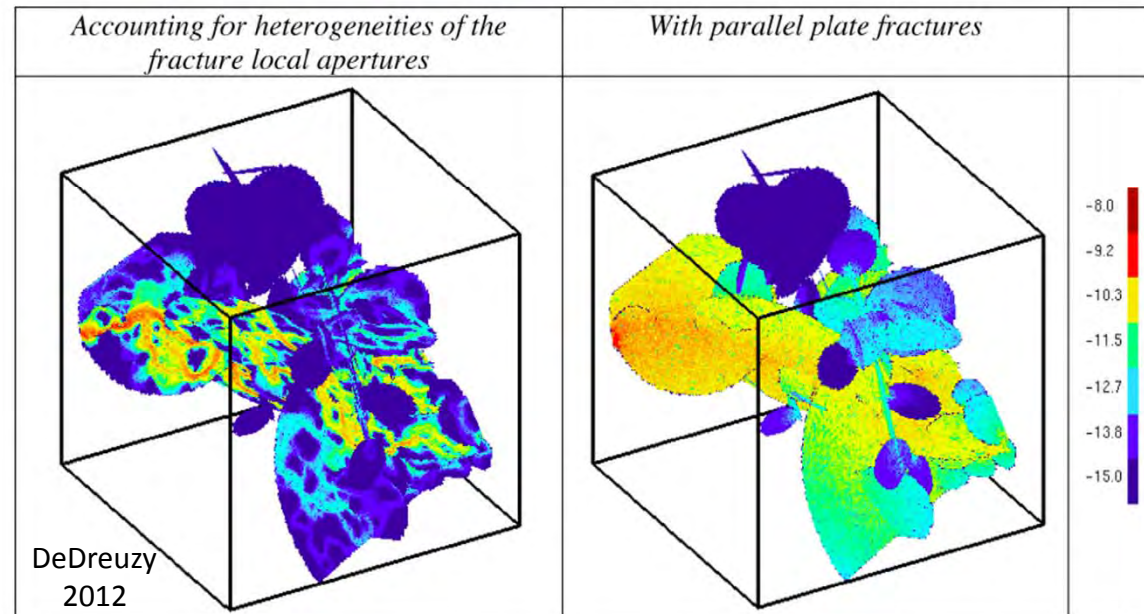 Accounting for heterogeneities of the
fracture local apertures
With parallel plate fractures
-8.0
-9.2
-10.3
-11.5
-12.7
-13.8
-15.0
DeDreuzy
2012